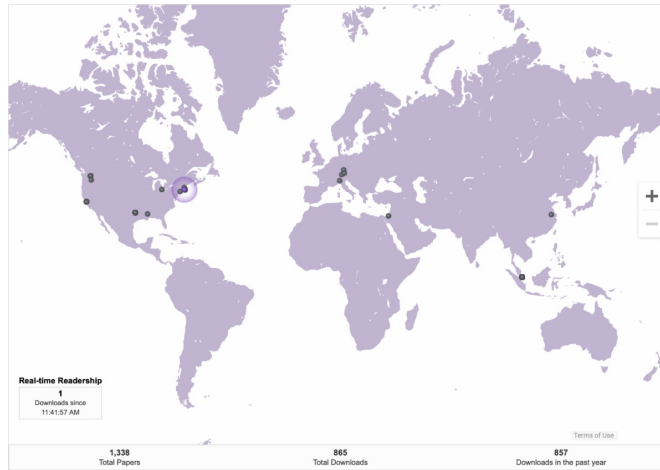 Real-time Readership
1
Downloads since
11:41:57 AM
Terms of Use
1,338
Total Papers
865
Total Downloads
857
Downloads in the past year